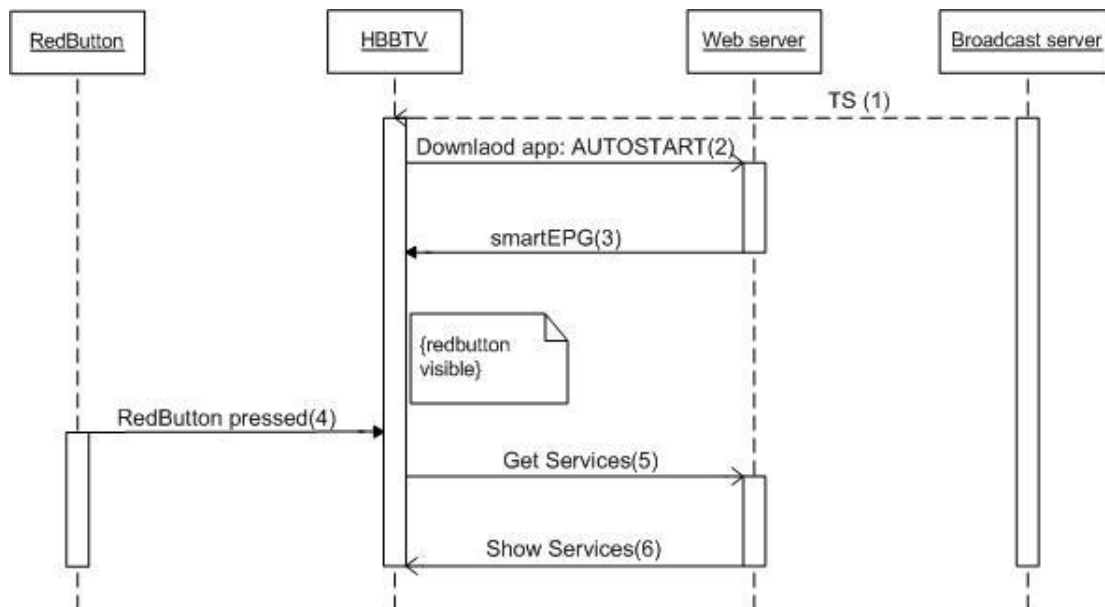 RedButton
HBBTV
Web server
Broadcast server
TS (1)
Downlaod app: AUTOSTART(2)
smartEPG(3)
{redbutton
visible}
RedButton pressed(4)
Get Services(5)
Show Services(6)